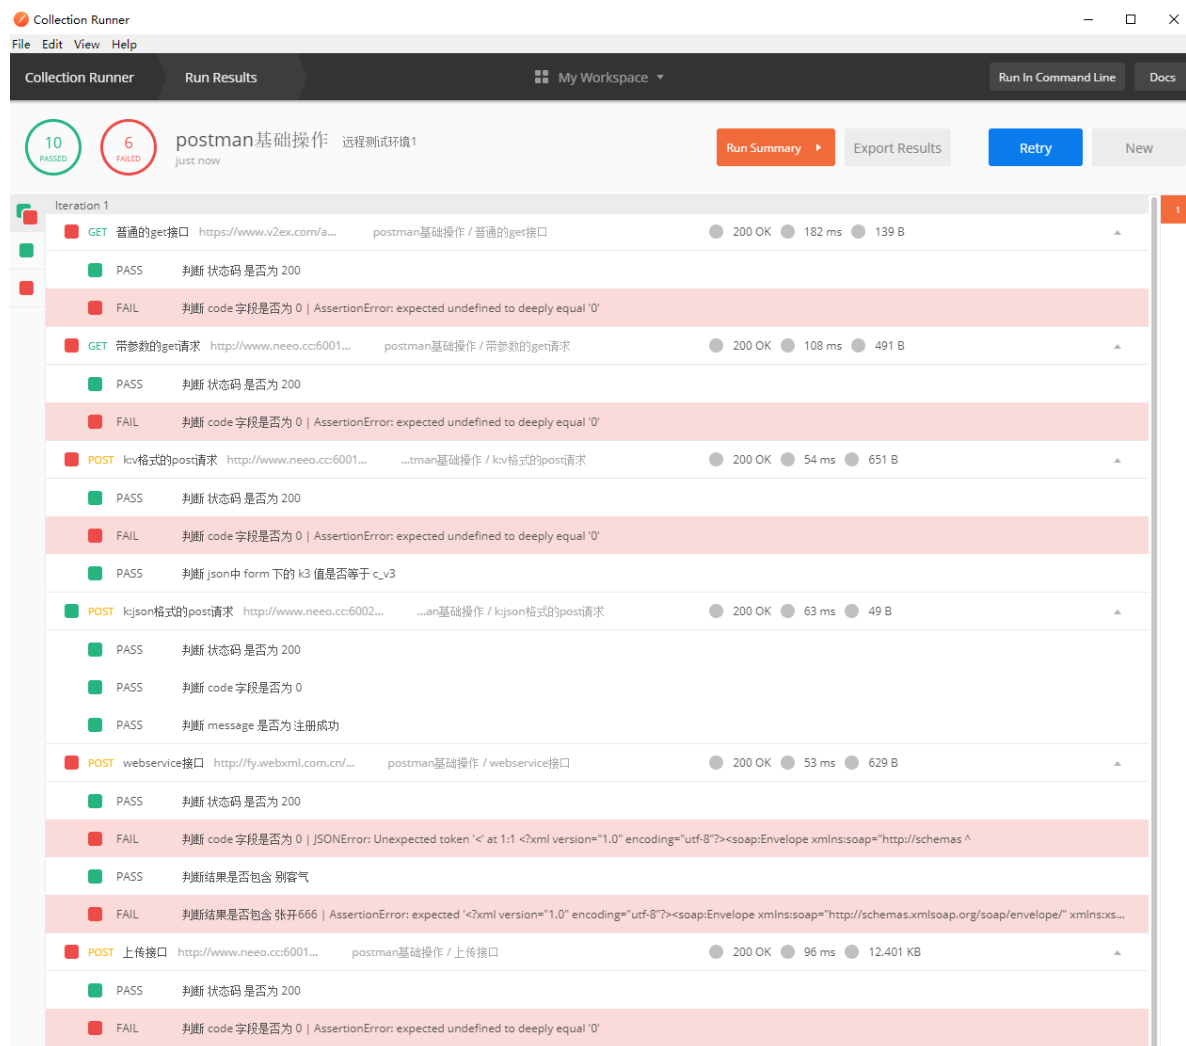 Collection Runner
File Edit View Help
Collection Runner Run Results My Workspace Run In Command Line Docs
10 PASSED 6 FAILED postman基础操作 远程测试环境1 just now Run Summary Export Results Retry New
Iteration 1 1
GET 普通的get接口 https://www.v2ex.com/a... postman基础操作 / 普通的get接口 200 OK 182 ms 139 B
PASS 判断 状态码 是否为 200
FAIL 判断 code 字段是否为 0 | AssertionError: expected undefined to deeply equal '0'
GET 带参数的get请求 http://www.neeo.cc:6001... postman基础操作 / 带参数的get请求 200 OK 108 ms 491 B
PASS 判断 状态码 是否为 200
FAIL 判断 code 字段是否为 0 | AssertionError: expected undefined to deeply equal '0'
POST k:v格式的post请求 http://www.neeo.cc:6001... ...tman基础操作 / k:v格式的post请求 200 OK 54 ms 651 B
PASS 判断 状态码 是否为 200
FAIL 判断 code 字段是否为 0 | AssertionError: expected undefined to deeply equal '0'
PASS 判断 json中 form 下的 k3 值是否等于 c_v3
POST k:json格式的post请求 http://www.neeo.cc:6002... ...an基础操作 / k:json格式的post请求 200 OK 63 ms 49 B
PASS 判断 状态码 是否为 200
PASS 判断 code 字段是否为 0
PASS 判断 message 是否为 注册成功
POST webservice接口 http://fy.webxml.com.cn/... postman基础操作 / webservice接口 200 OK 53 ms 629 B
PASS 判断 状态码 是否为 200
FAIL 判断 code 字段是否为 0 | JSONError: Unexpected token '<' at 1:1 <?xml version="1.0" encoding="utf-8"?><soap:Envelope xmlns:soap="http://schemas ^
PASS 判断结果是否包含 别客气
FAIL 判断结果是否包含 张开666 | AssertionError: expected '<?xml version="1.0" encoding="utf-8"?><soap:Envelope xmlns:soap="http://schemas.xmlsoap.org/soap/envelope/" xmlns:xs...
POST 上传接口 http://www.neeo.cc:6001... postman基础操作 / 上传接口 200 OK 96 ms 12.401 KB
PASS 判断 状态码 是否为 200
FAIL 判断 code 字段是否为 0 | AssertionError: expected undefined to deeply equal '0'